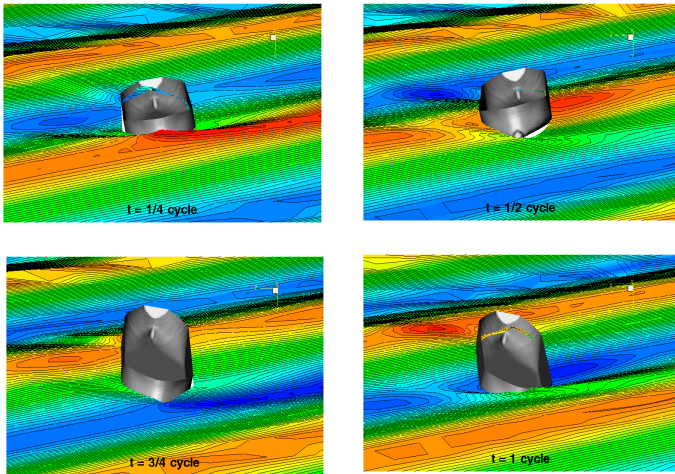 t = 1/4 cycle
t = 1/2 cycle
t = 3/4 cycle
t = 1 cycle